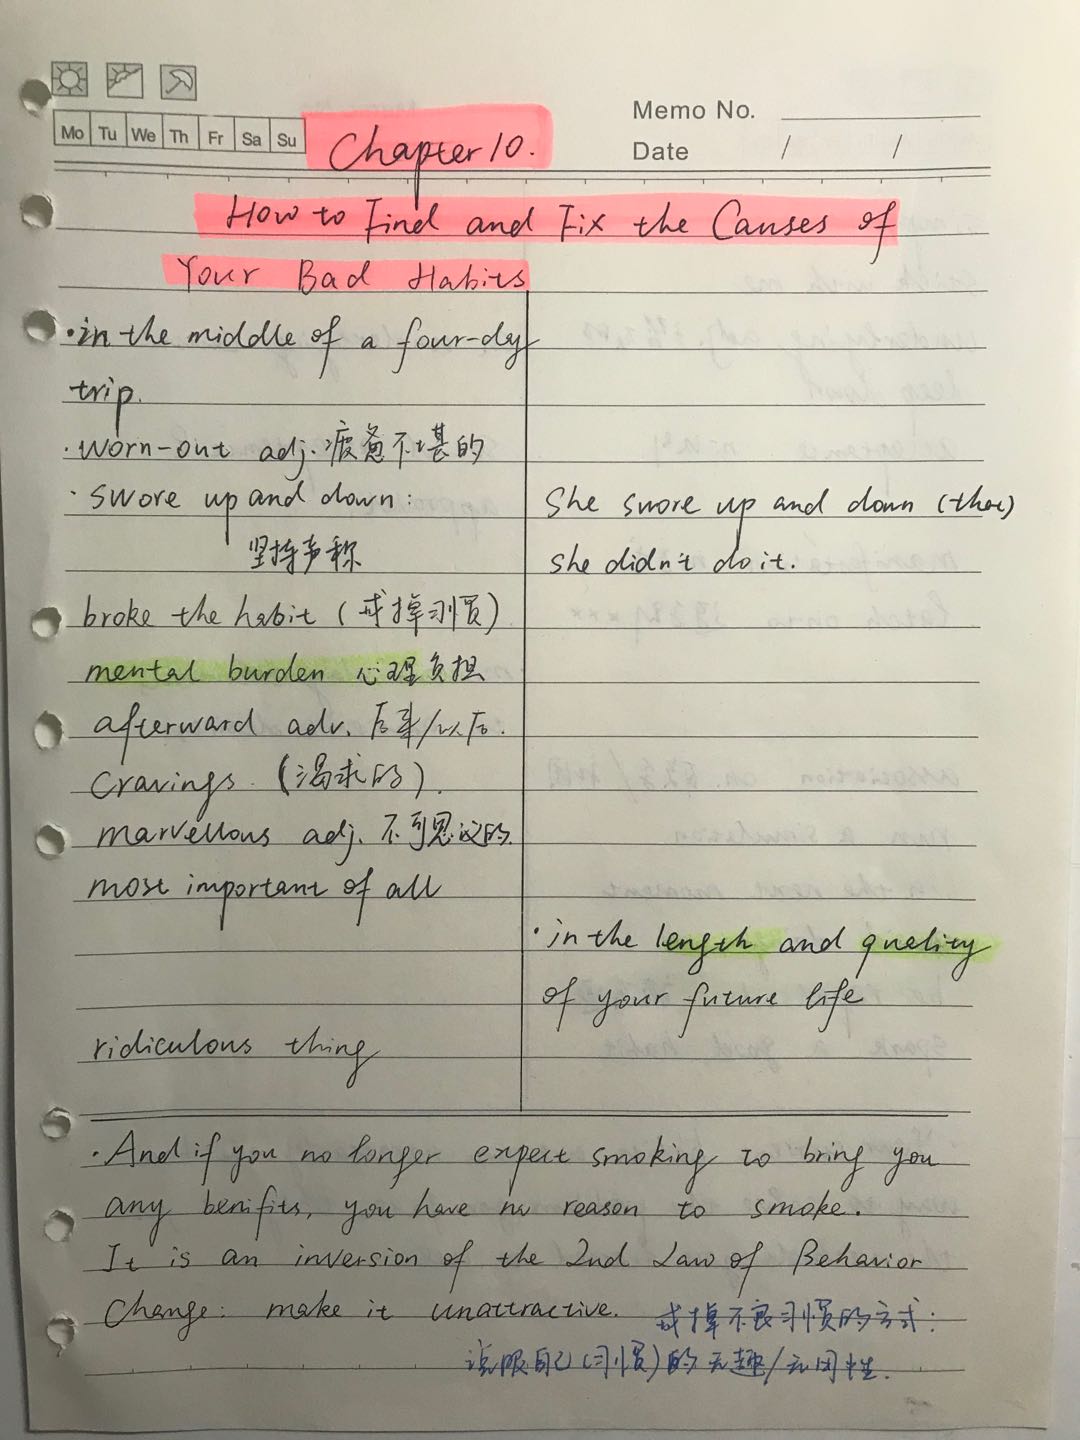 Memo No.
Mo Tu We Th Fr Sa Su
Chapter 10.
Date / /
How to Find and Fix the Causes of
Your Bad Habits
·in the middle of a four-day
trip.
·worn-out adj.疲惫不堪的
·swore up and down:
坚持声称
She swore up and down (that)
she didn't do it.
broke the habit (戒掉习惯)
mental burden 心理负担
afterward adv. 后来/以后.
Cravings. (渴求的).
marvellous adj. 不可思议的.
most important of all
·in the length and quality
of your future life
ridiculous thing
·And if you no longer expect smoking to bring you
any benifits, you have no reason to smoke.
It is an inversion of the 2nd Law of Behavior
Change: make it unattractive. 戒掉不良习惯的方式:
说服自己(习惯)的无趣/无用性.